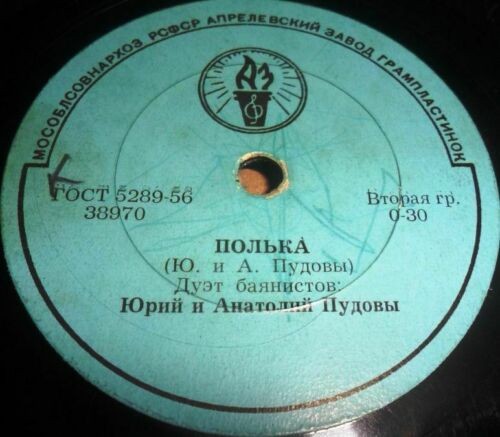 МОСОБЛСОВНАРХОЗ РСФСР АПРЕЛЕВСКИЙ ЗАВОД ГРАМПЛАСТИНОК
АЗ
ГОСТ 5289-56
38970
Вторая гр.
0-30
ПОЛЬКА
(Ю. и А. Пудовы)
Дуэт баянистов:
Юрий и Анатолий Пудовы